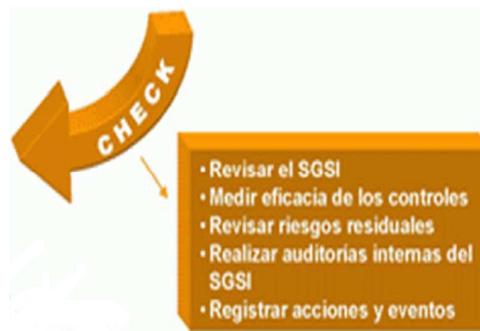 CHECK
• Revisar el SGSI
• Medir eficacia de los controles
• Revisar riesgos residuales
• Realizar auditorías internas del
SGSI
• Registrar acciones y eventos